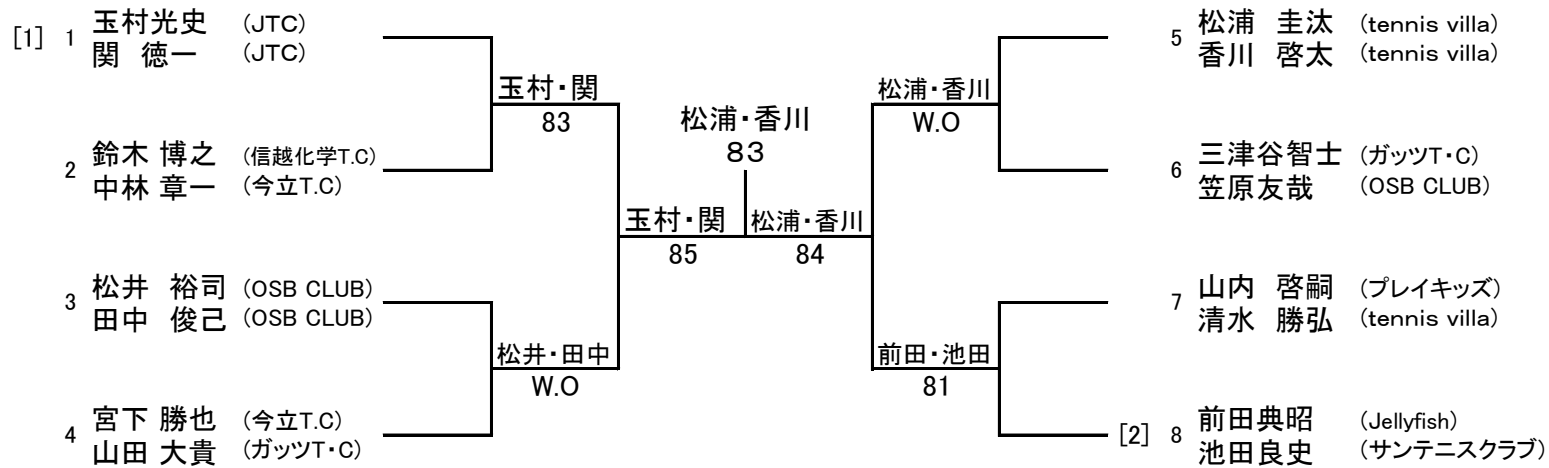 [1] 1 玉村光史 (JTC)
関 徳一 (JTC)
2 鈴木 博之 (信越化学T.C)
中林 章一 (今立T.C)
3 松井 裕司 (OSB CLUB)
田中 俊己 (OSB CLUB)
4 宮下 勝也 (今立T.C)
山田 大貴 (ガッツT・C)
玉村・関
83
松井・田中
W.O
玉村・関
85
松浦・香川
83
松浦・香川
84
松浦・香川
W.O
前田・池田
81
5 松浦 圭汰 (tennis villa)
香川 啓太 (tennis villa)
6 三津谷智士 (ガッツT・C)
笠原友哉 (OSB CLUB)
7 山内 啓嗣 (プレイキッズ)
清水 勝弘 (tennis villa)
[2] 8 前田典昭 (Jellyfish)
池田良史 (サンテニスクラブ)